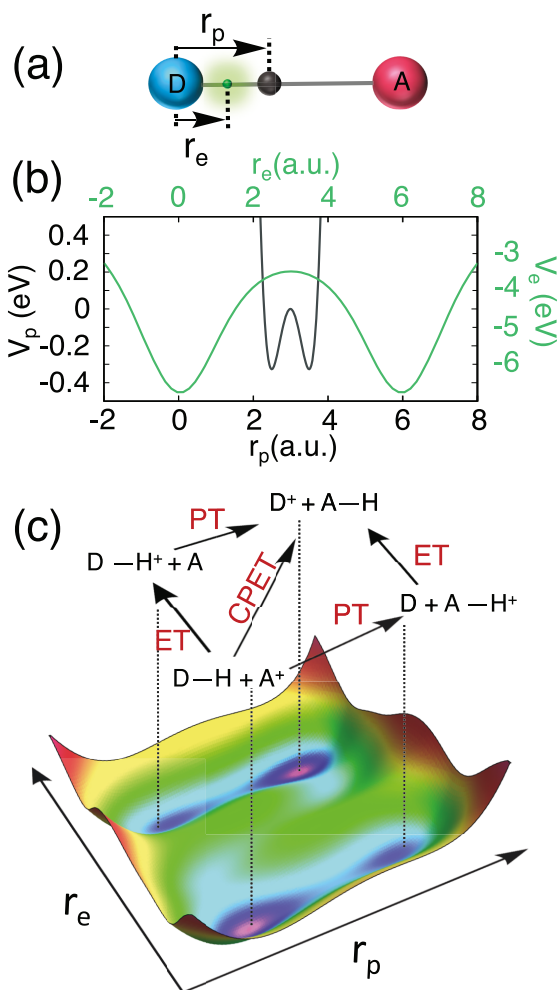 (a)
r_p
D
A
r_e
(b)
r_e(a.u.)
-2 0 2 4 6 8
0.4
0.2
0
-0.2
-0.4
V_p (eV)
-3
-4
-5
-6
V_e (eV)
-2 0 2 4 6 8
r_p(a.u.)
(c)
D⁺ + A—H
PT
D —H⁺ + A
ET
CPET
D + A —H⁺
ET
PT
D—H + A⁺
r_e
r_p